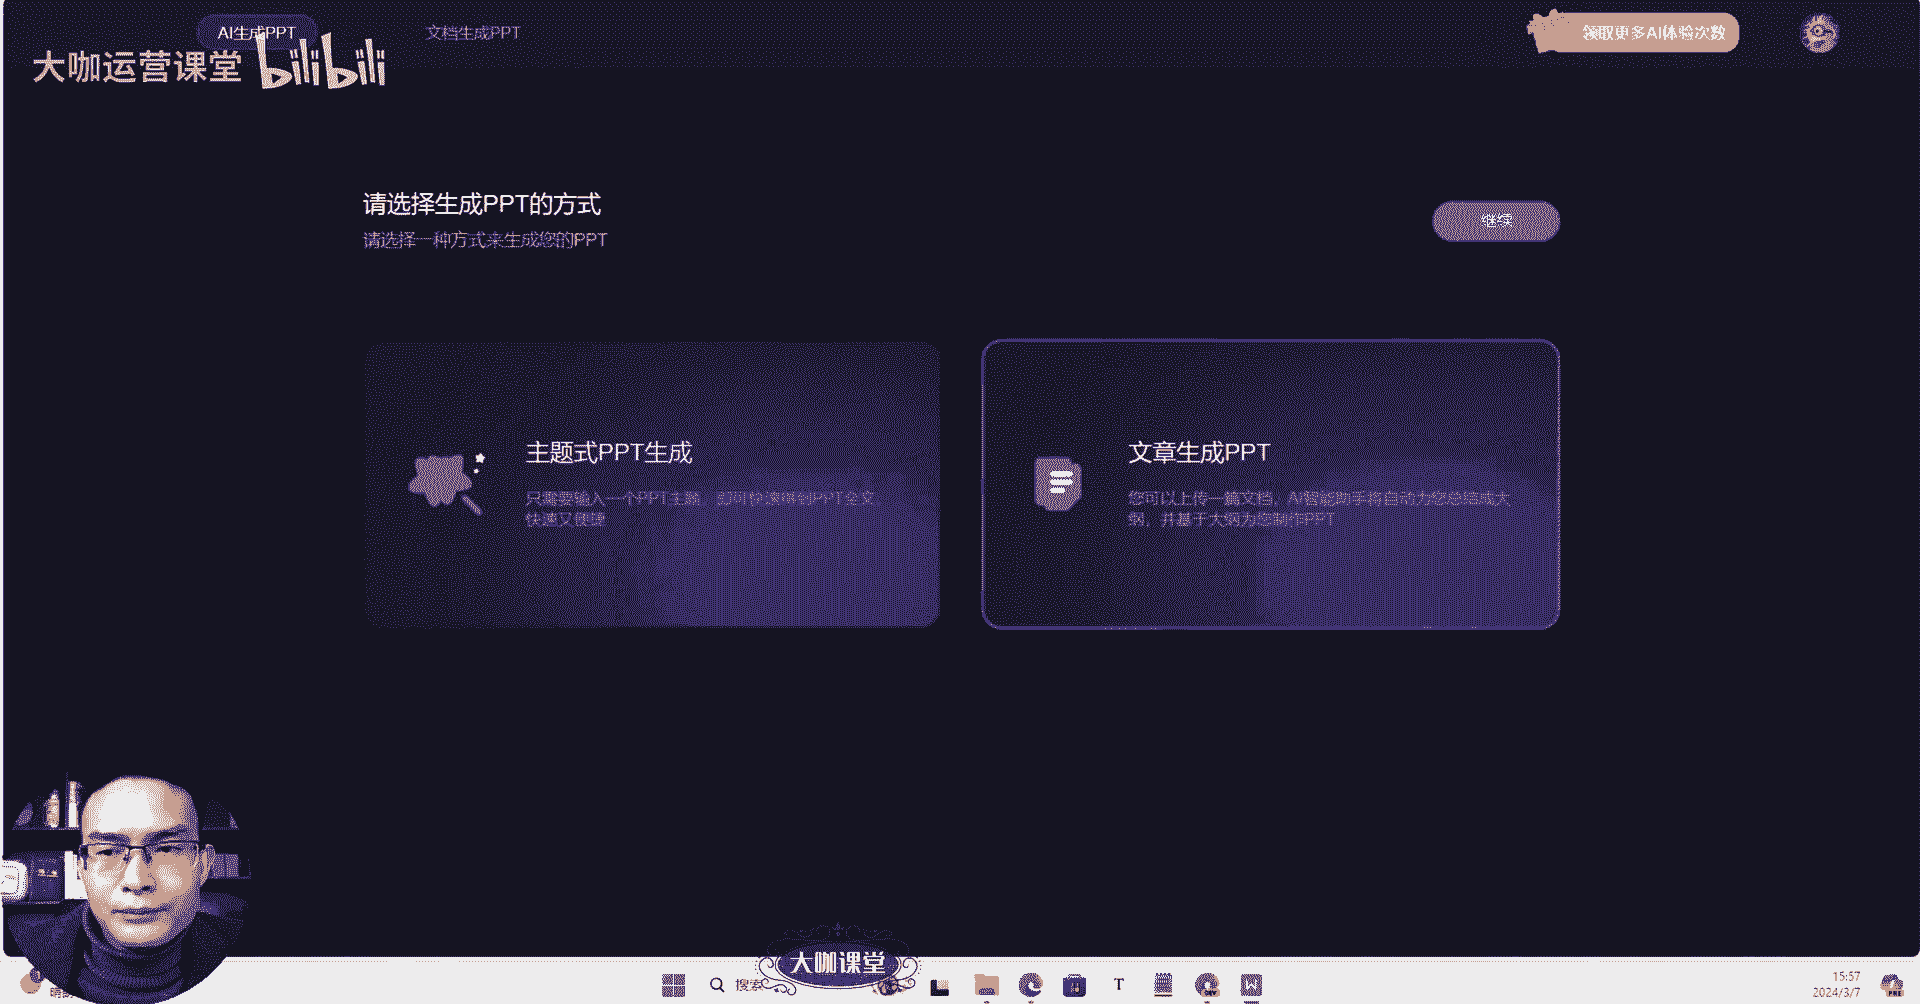 AI生成PPT
文档生成PPT
领取更多AI体验次数
大咖运营课堂 bilibili
请选择生成PPT的方式
请选择一种方式来生成您的PPT
继续
主题式PPT生成
只需要输入一个PPT主题，即可快速得到PPT全文，
快速又便捷
文章生成PPT
您可以上传一篇文档，AI智能助手将自动为您总结成大
纲，并基于大纲为您制作PPT
大咖课堂
搜索
T
15:57
2024/3/7